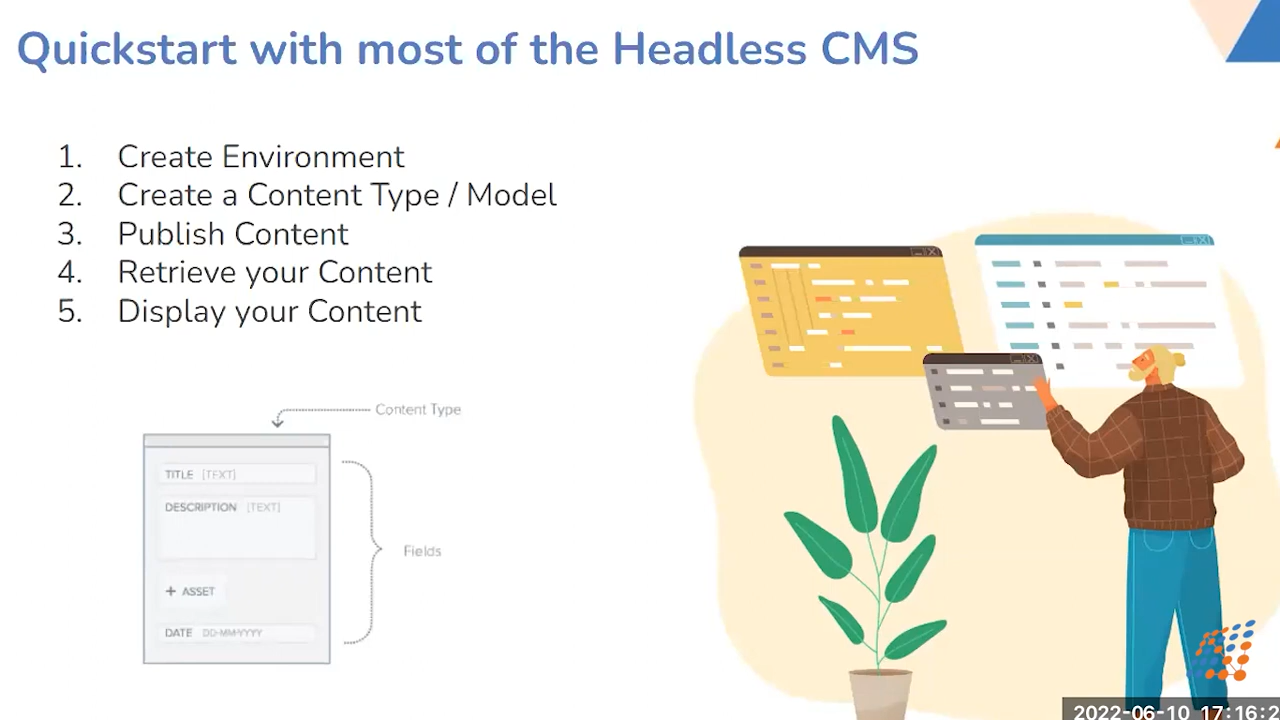 Quickstart with most of the Headless CMS
1. Create Environment
2. Create a Content Type / Model
3. Publish Content
4. Retrieve your Content
5. Display your Content
Content Type
TITLE [TEXT]
DESCRIPTION [TEXT]
Fields
+ ASSET
DATE DD-MM-YYYY
2022-06-10 17:16:2